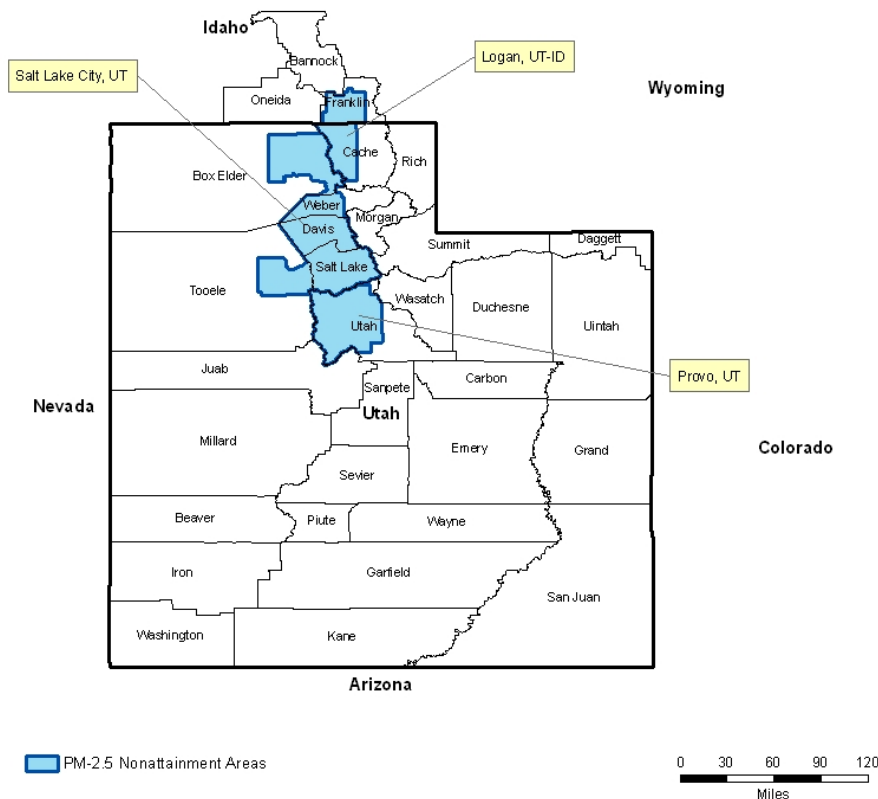 Idaho
Bannock
Logan, UT-ID
Salt Lake City, UT
Wyoming
Oneida
Franklin
Cache
Rich
Box Elder
Weber
Morgan
Davis
Summit
Daggett
Salt Lake
Tooele
Wasatch
Duchesne
Uintah
Utah
Juab
Provo, UT
Carbon
Sanpete
Nevada
Utah
Millard
Emery
Grand
Colorado
Sevier
Beaver
Piute
Wayne
Iron
Garfield
San Juan
Washington
Kane
Arizona
PM-2.5 Nonattainment Areas
0 30 60 90 120
Miles